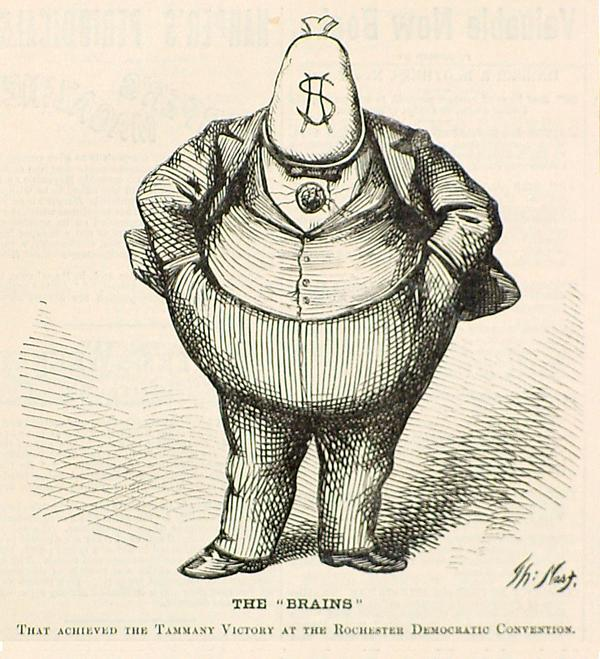 $
THE "BRAINS"
THAT ACHIEVED THE TAMMANY VICTORY AT THE ROCHESTER DEMOCRATIC CONVENTION.
Th: Nast.